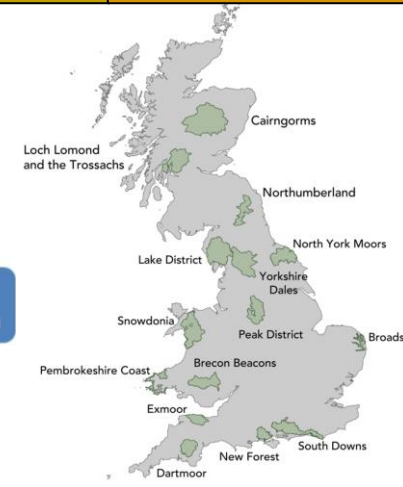 Cairngorms
Loch Lomond
and the Trossachs
Northumberland
North York Moors
Lake District
Yorkshire
Dales
Snowdonia
Peak District
Broads
Pembrokeshire Coast
Brecon Beacons
Exmoor
South Downs
New Forest
Dartmoor